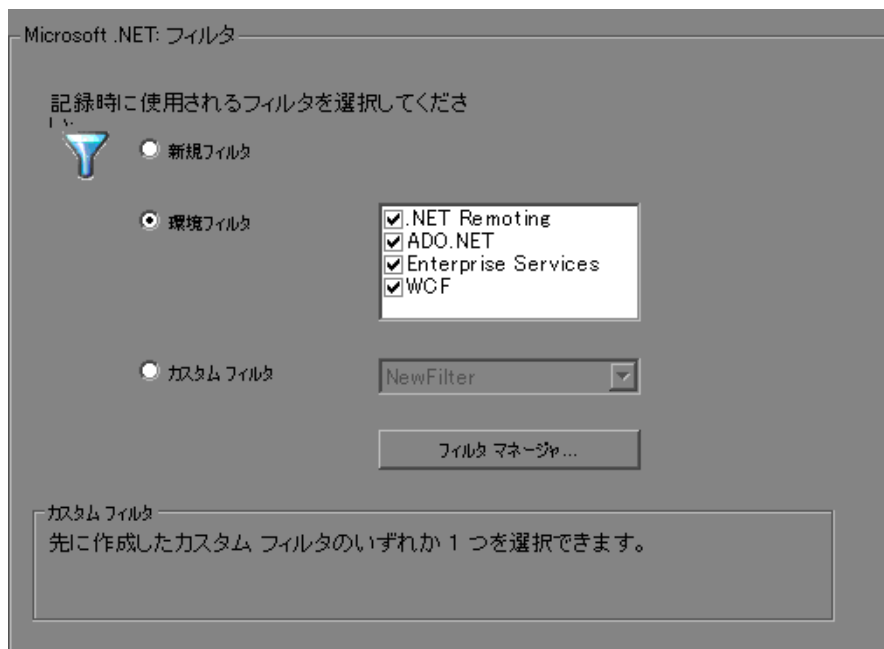 Microsoft .NET: フィルタ
記録時に使用されるフィルタを選択してくださ
新規フィルタ
環境フィルタ
.NET Remoting
ADO.NET
Enterprise Services
WCF
カスタム フィルタ
NewFilter
フィルタ マネージャ...
カスタム フィルタ
先に作成したカスタム フィルタのいずれか 1 つを選択できます。